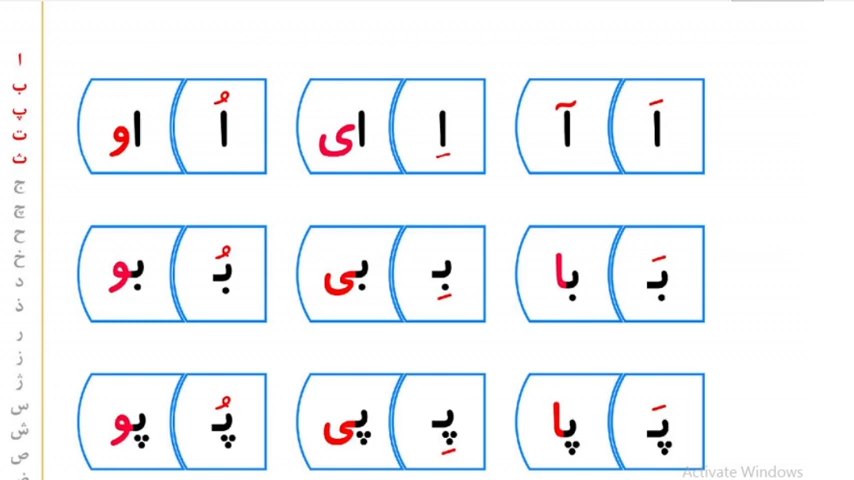 اَ آ اِ ای اُ او
بَـ با بِـ بی بُـ بو
پَـ پا پِـ پی پُـ پو
ا
ب
پ
ت
ث
ج
چ
ح
خ
د
ذ
ر
ز
ژ
س
ش
ص
Activate Windows